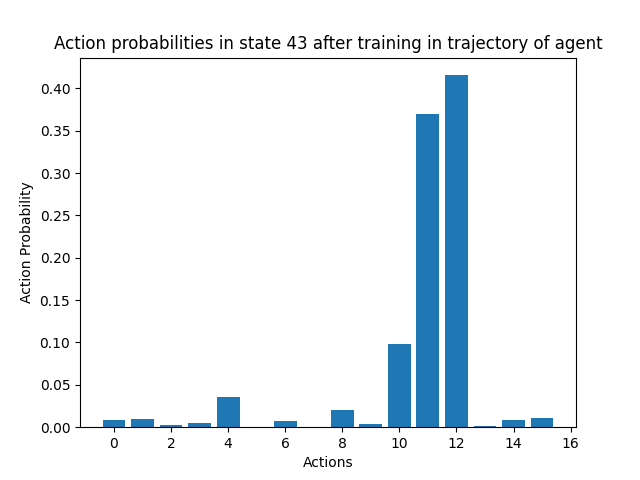 Action probabilities in state 43 after training in trajectory of agent
0.40
0.35
0.30
0.25
0.20
0.15
0.10
0.05
0.00
Action Probability
0 2 4 6 8 10 12 14 16
Actions